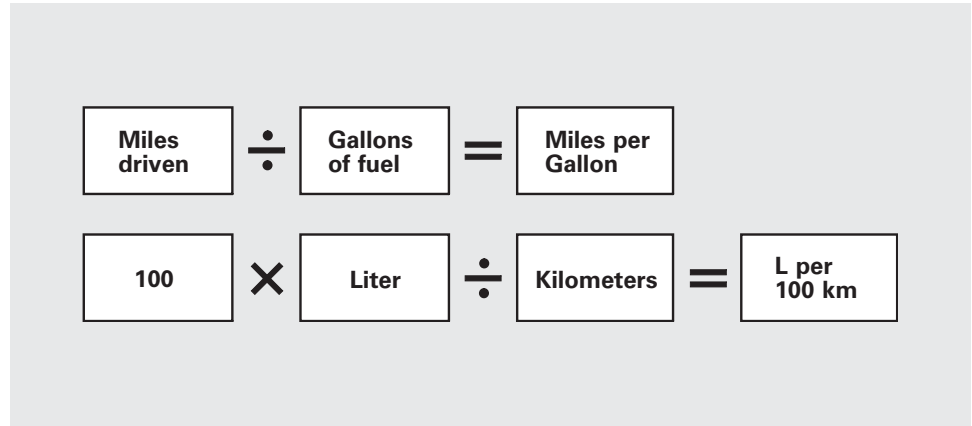 Miles
driven
÷
Gallons
of fuel
=
Miles per
Gallon
100
×
Liter
÷
Kilometers
=
L per
100 km